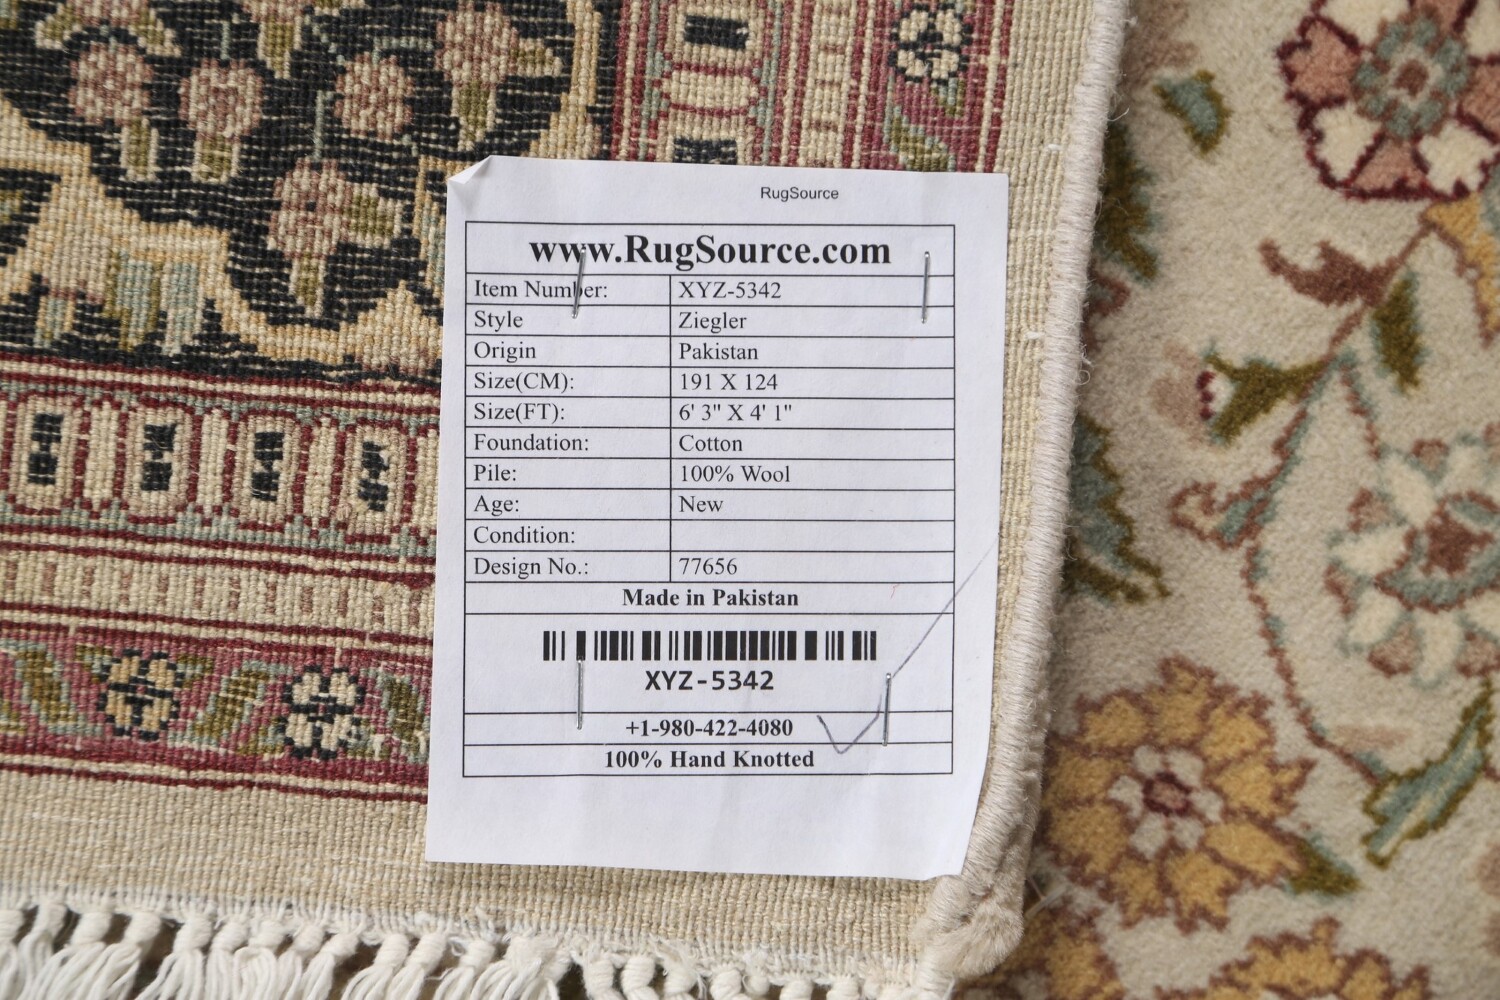 RugSource
www.RugSource.com
Item Number: XYZ-5342
Style Ziegler
Origin Pakistan
Size(CM): 191 X 124
Size(FT): 6' 3" X 4' 1"
Foundation: Cotton
Pile: 100% Wool
Age: New
Condition:
Design No.: 77656
Made in Pakistan
XYZ-5342
+1-980-422-4080
100% Hand Knotted